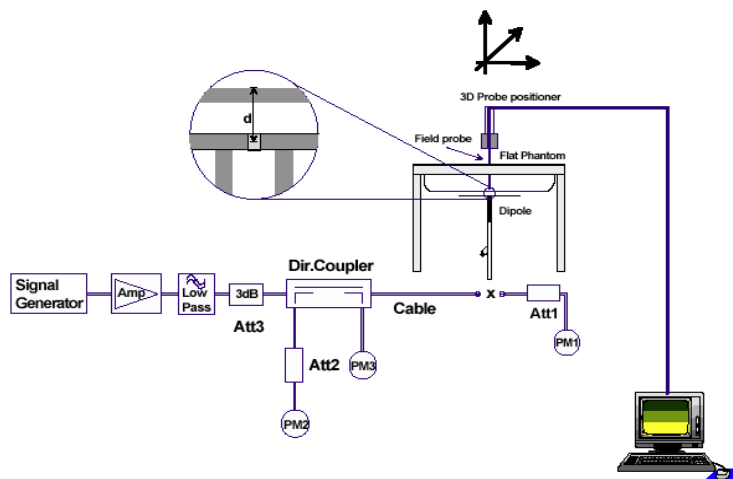 d
3D Probe positioner
Field probe
Flat Phantom
Dipole
Signal
Generator
Amp
Low
Pass
3dB
Att3
Dir.Coupler
Cable
x
Att1
PM1
Att2
PM3
PM2